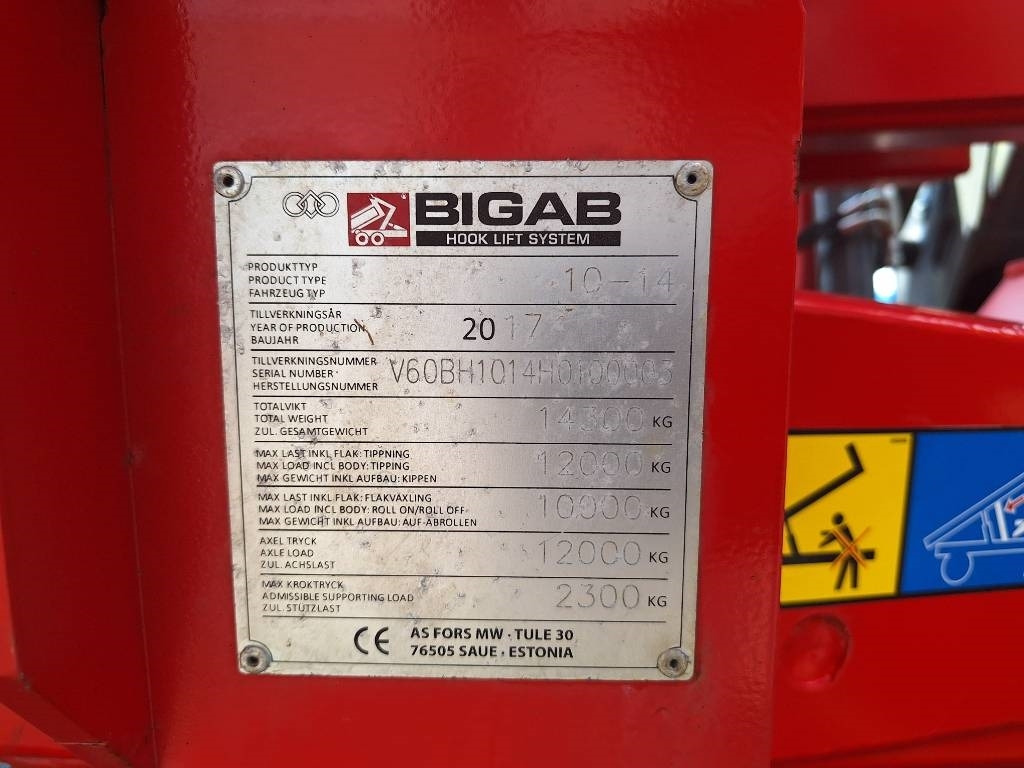 BIGAB
HOOK LIFT SYSTEM
PRODUKTTYP
PRODUCT TYPE 10-14
FAHRZEUG TYP
TILLVERKNINGSÅR
YEAR OF PRODUCTION 2017
BAUJAHR
TILLVERKNINGSNUMMER
SERIAL NUMBER V60BH1014H0100003
HERSTELLUNGSNUMMER
TOTALVIKT
TOTAL WEIGHT 14300 KG
ZUL. GESAMTGEWICHT
MAX LAST INKL FLAK: TIPPNING
MAX LOAD INCL BODY: TIPPING 12000 KG
MAX GEWICHT INKL AUFBAU: KIPPEN
MAX LAST INKL FLAK: FLAKVÄXLING
MAX LOAD INCL BODY: ROLL ON/ROLL OFF 10000 KG
MAX GEWICHT INKL AUFBAU: AUF-ABROLLEN
AXEL TRYCK
AXLE LOAD 12000 KG
ZUL. ACHSLAST
MAX KROKTRYCK
ADMISSIBLE SUPPORTING LOAD 2300 KG
ZUL. STÜTZLAST
CE AS FORS MW · TULE 30
76505 SAUE · ESTONIA